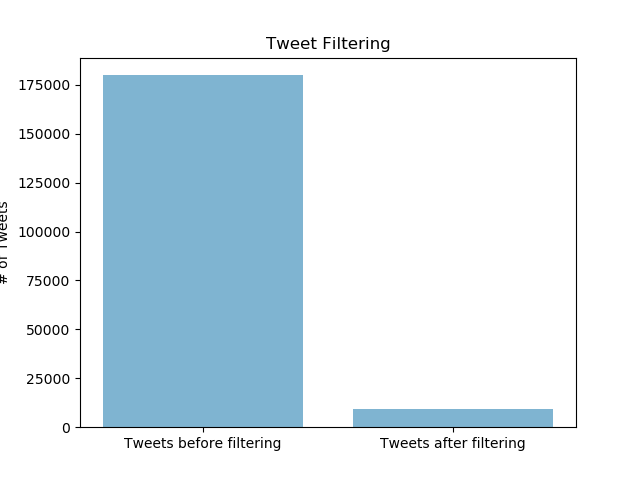 Tweet Filtering
# of Tweets
175000
150000
125000
100000
75000
50000
25000
0
Tweets before filtering
Tweets after filtering